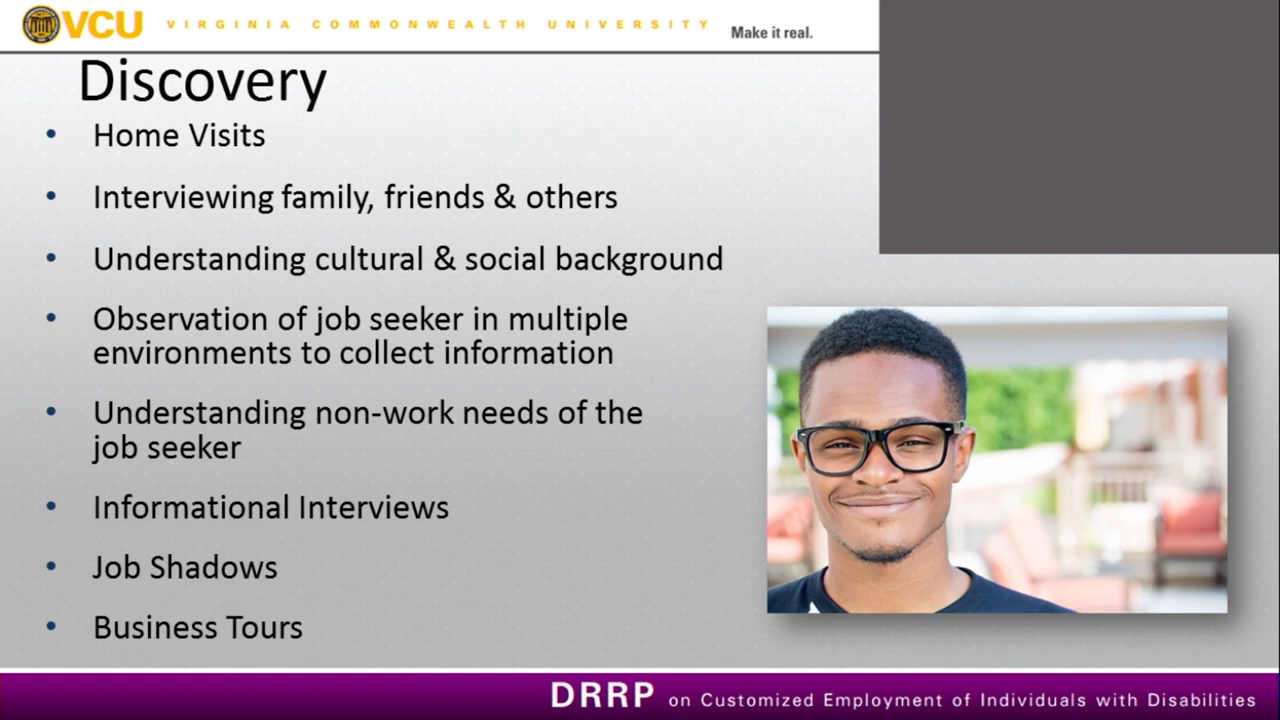 VCU VIRGINIA COMMONWEALTH UNIVERSITY Make it real.
Discovery
• Home Visits
• Interviewing family, friends & others
• Understanding cultural & social background
• Observation of job seeker in multiple
environments to collect information
• Understanding non-work needs of the
job seeker
• Informational Interviews
• Job Shadows
• Business Tours
DRRP on Customized Employment of Individuals with Disabilities